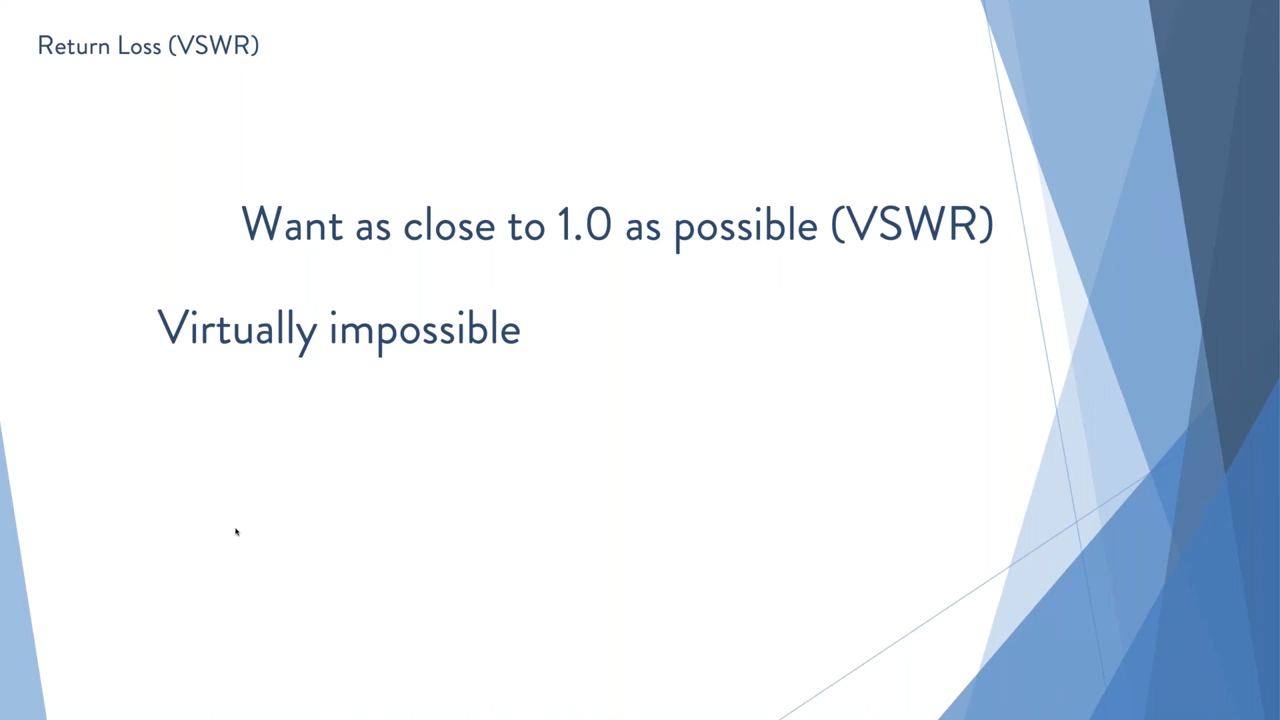 Return Loss (VSWR)
Want as close to 1.0 as possible (VSWR)
Virtually impossible